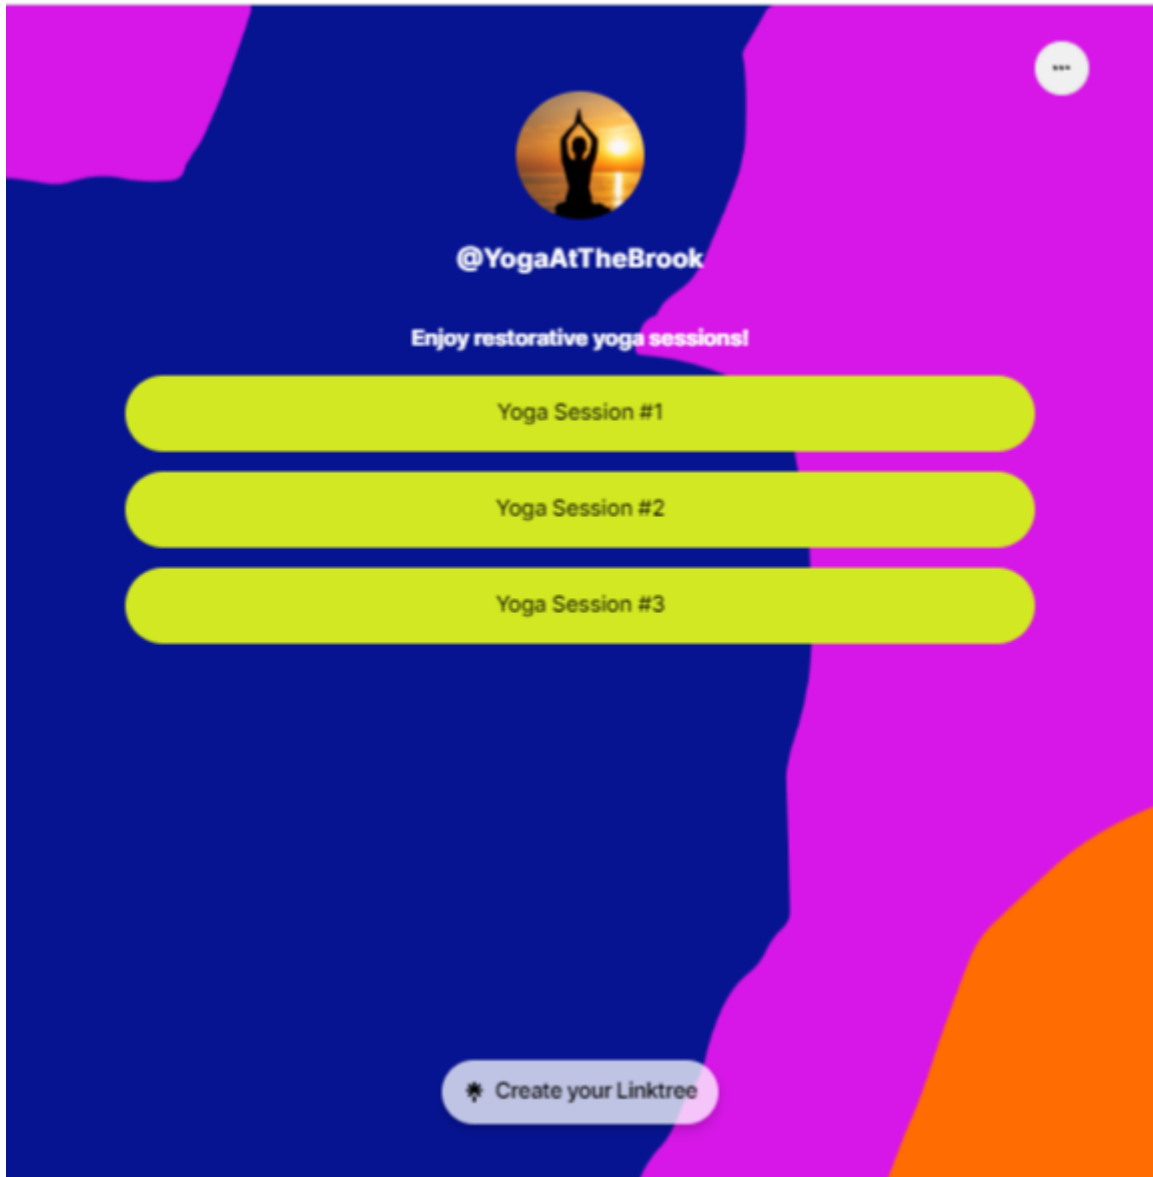 @YogaAtTheBrook
Enjoy restorative yoga sessions!
Yoga Session #1
Yoga Session #2
Yoga Session #3
Create your Linktree